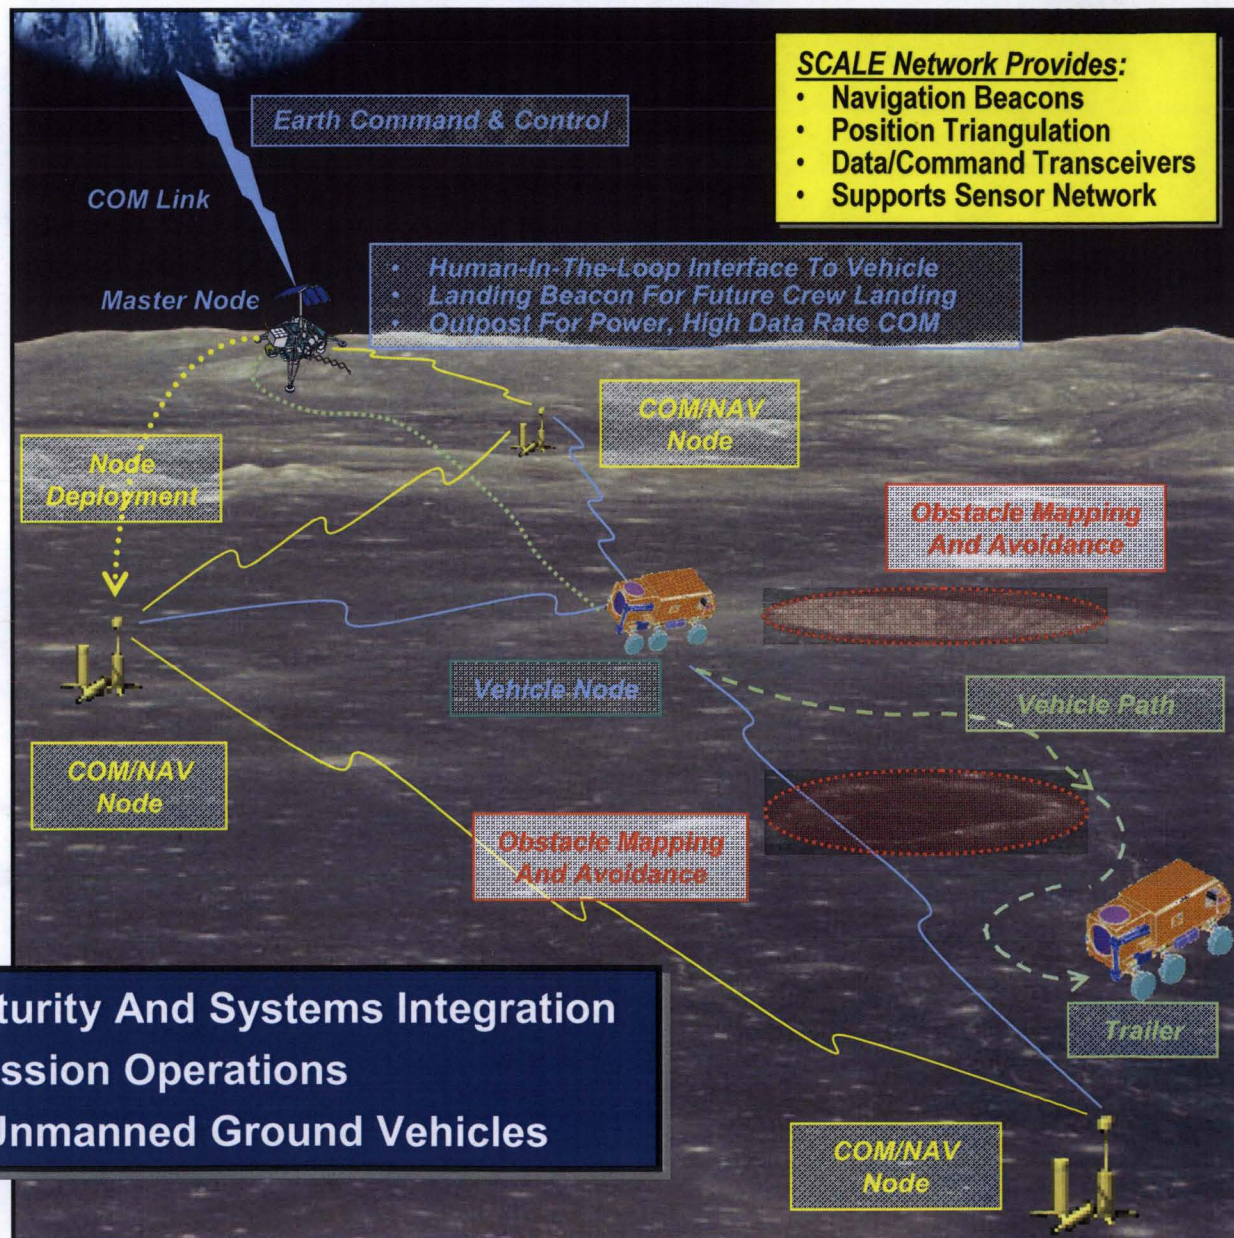 SCALE Network Provides:
• Navigation Beacons
• Position Triangulation
• Data/Command Transceivers
• Supports Sensor Network
Earth Command & Control
COM Link
Master Node
• Human-In-The-Loop Interface To Vehicle
• Landing Beacon For Future Crew Landing
• Outpost For Power, High Data Rate COM
COM/NAV
Node
Node
Deployment
Obstacle Mapping
And Avoidance
Vehicle Node
Vehicle Path
COM/NAV
Node
Obstacle Mapping
And Avoidance
turity And Systems Integration
ssion Operations
Unmanned Ground Vehicles
Trailer
COM/NAV
Node